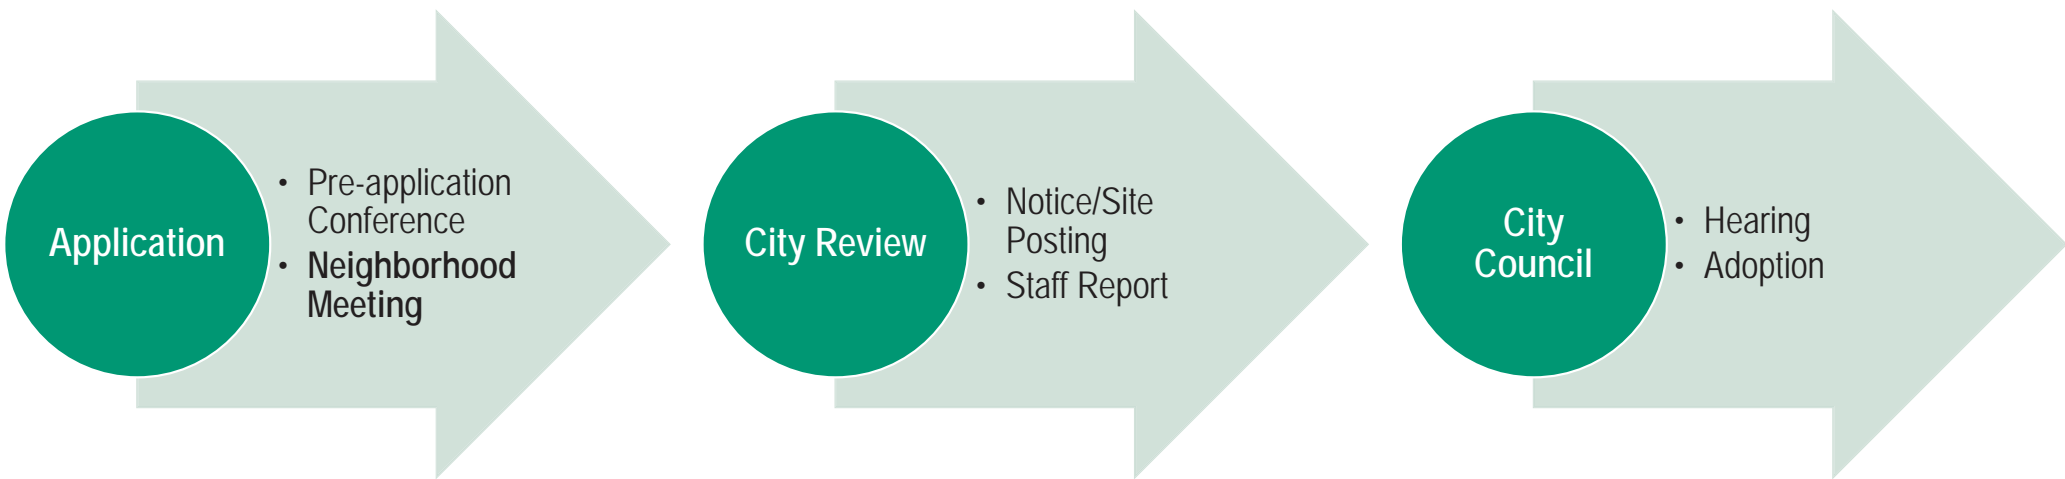 Application
• Pre-application
Conference
• Neighborhood
Meeting
City Review
• Notice/Site
Posting
• Staff Report
City
Council
• Hearing
• Adoption